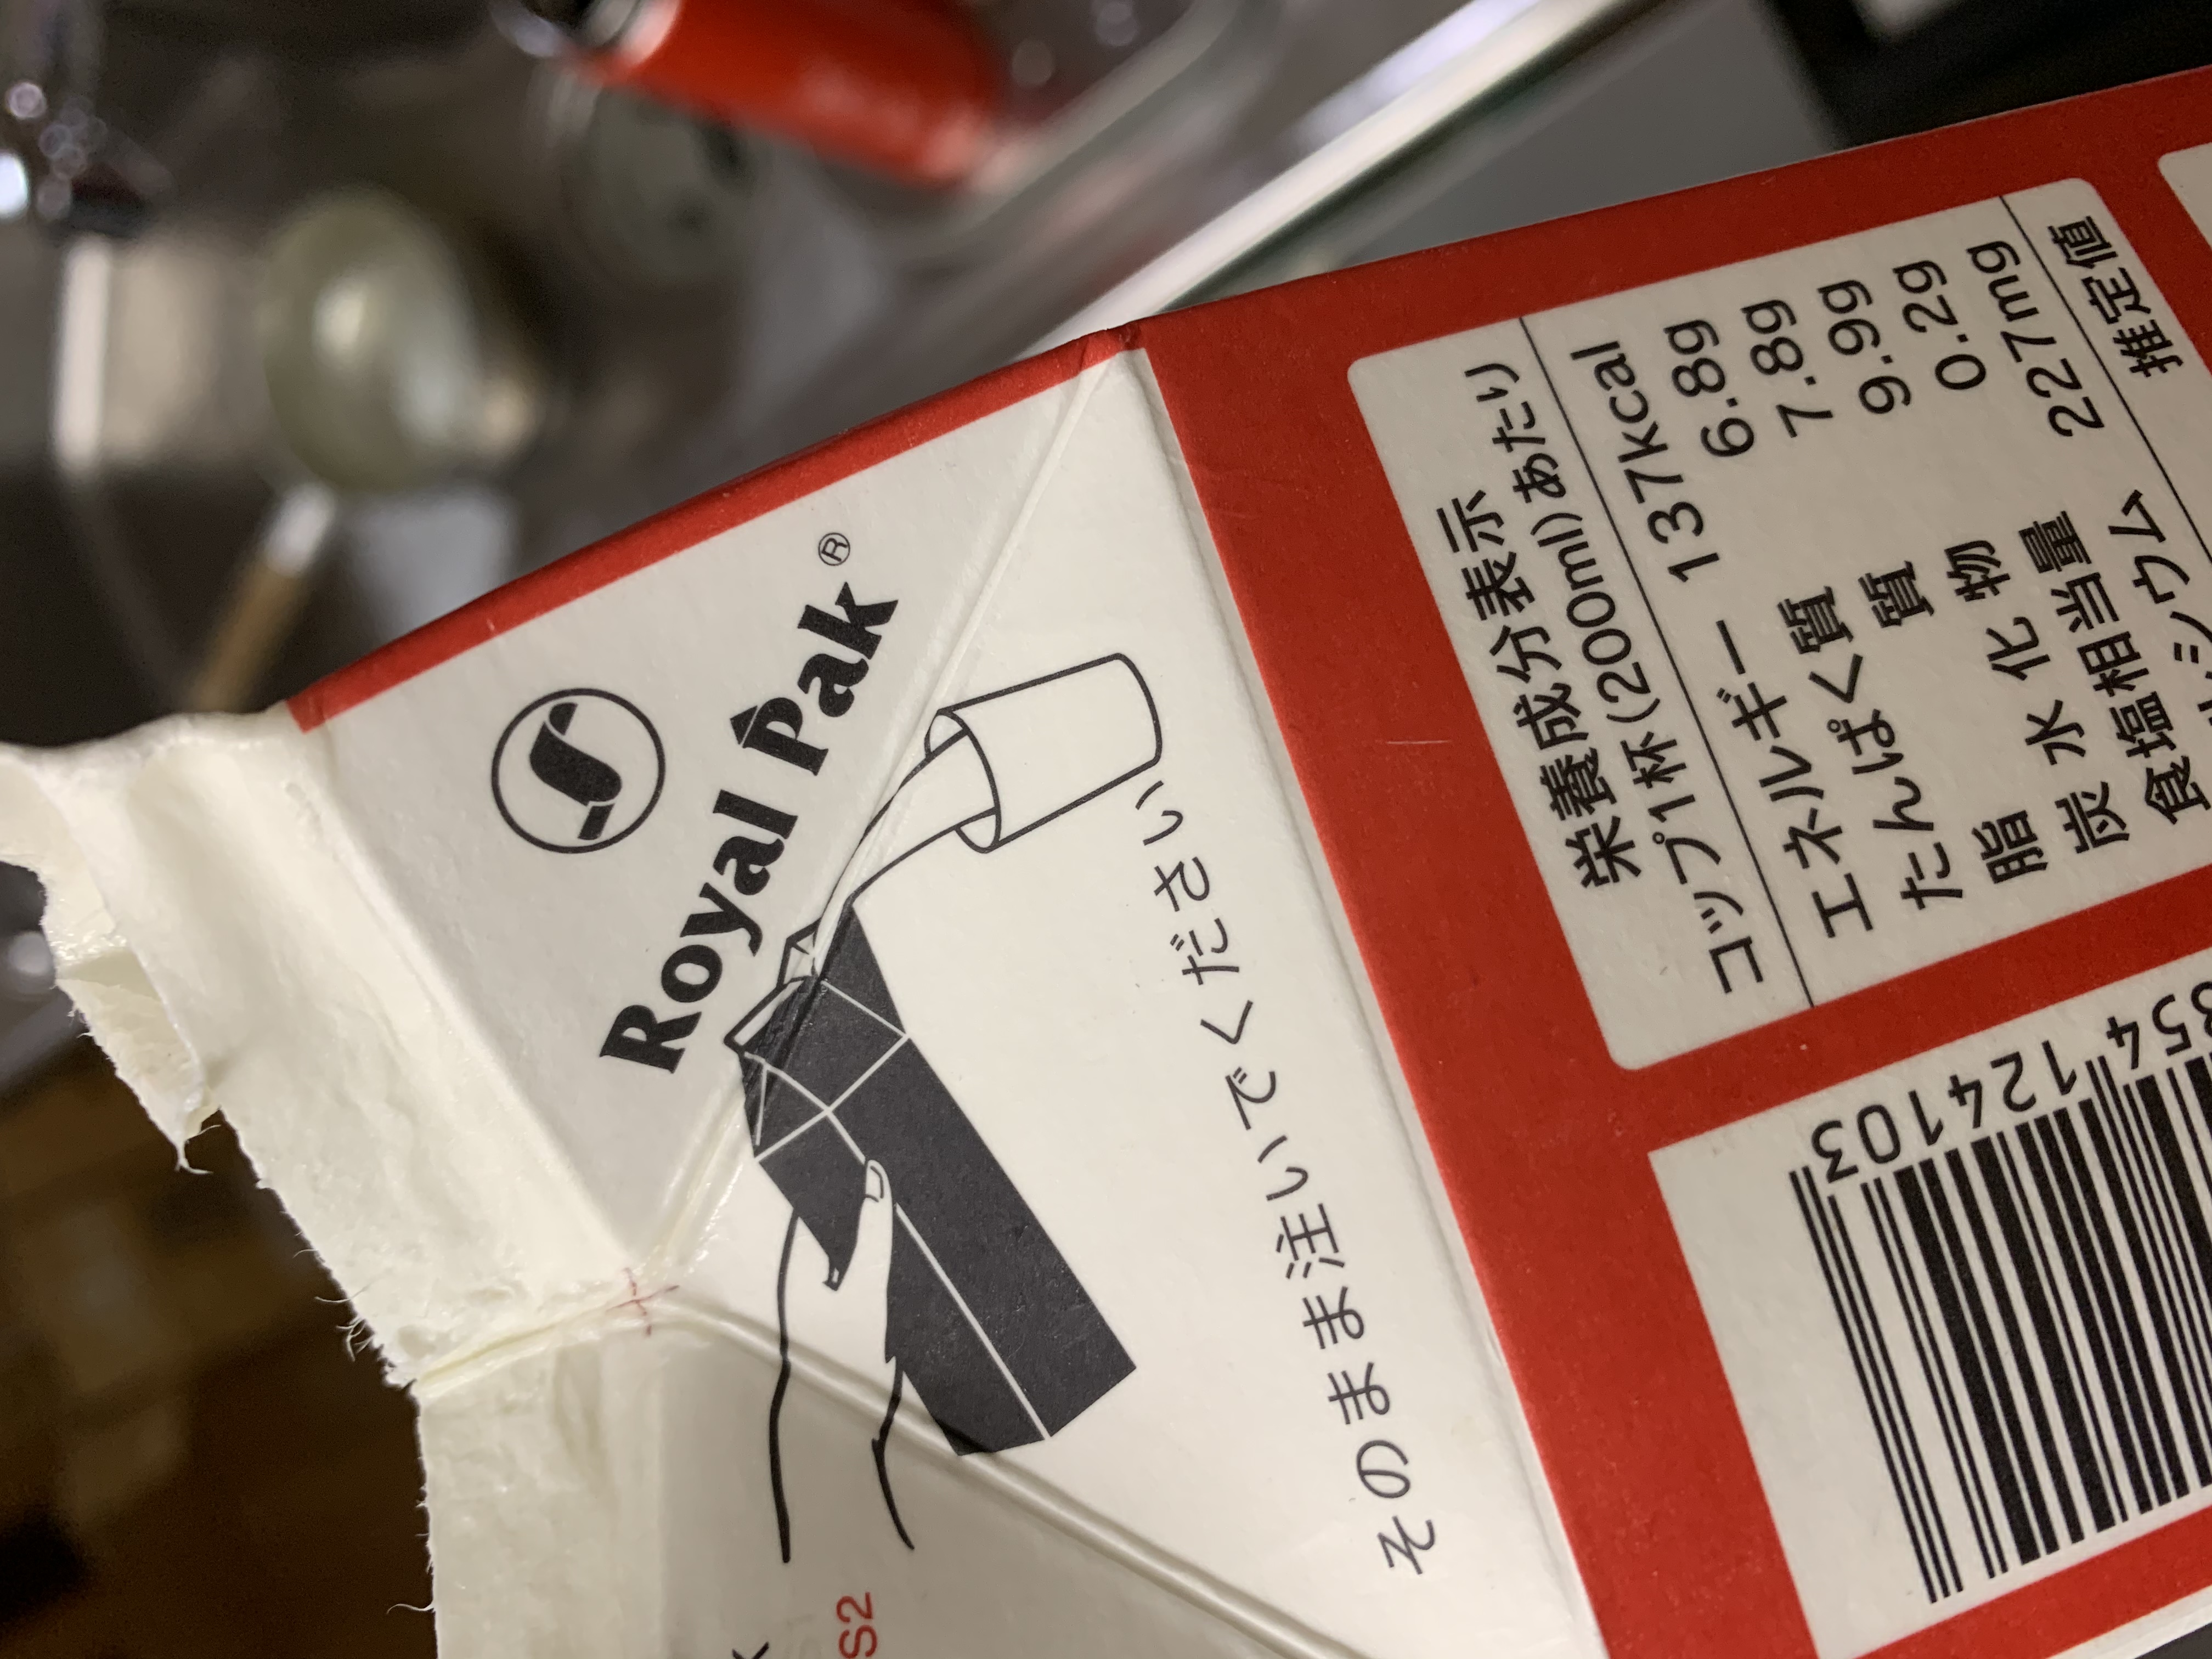 Royal Pak®
そのまま注いでください
栄養成分表示
コップ1杯(200ml)あたり
エネルギー 137kcal
たんぱく質 6.8g
脂質 7.8g
炭水化物 9.9g
食塩相当量 0.2g
カルシウム 227mg
推定値
124103
S2